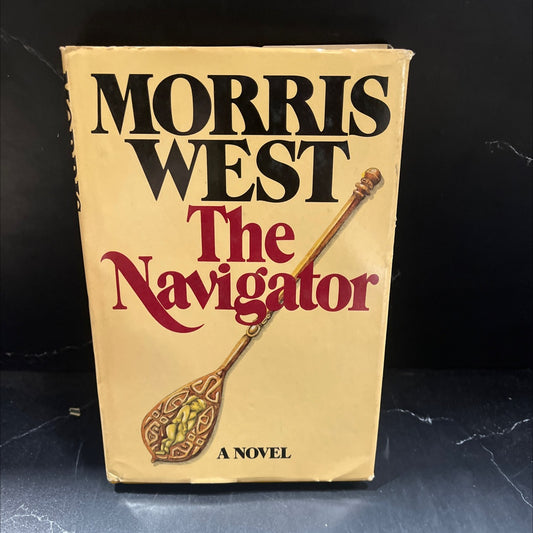 MORRIS
WEST
The
Navigator
A NOVEL